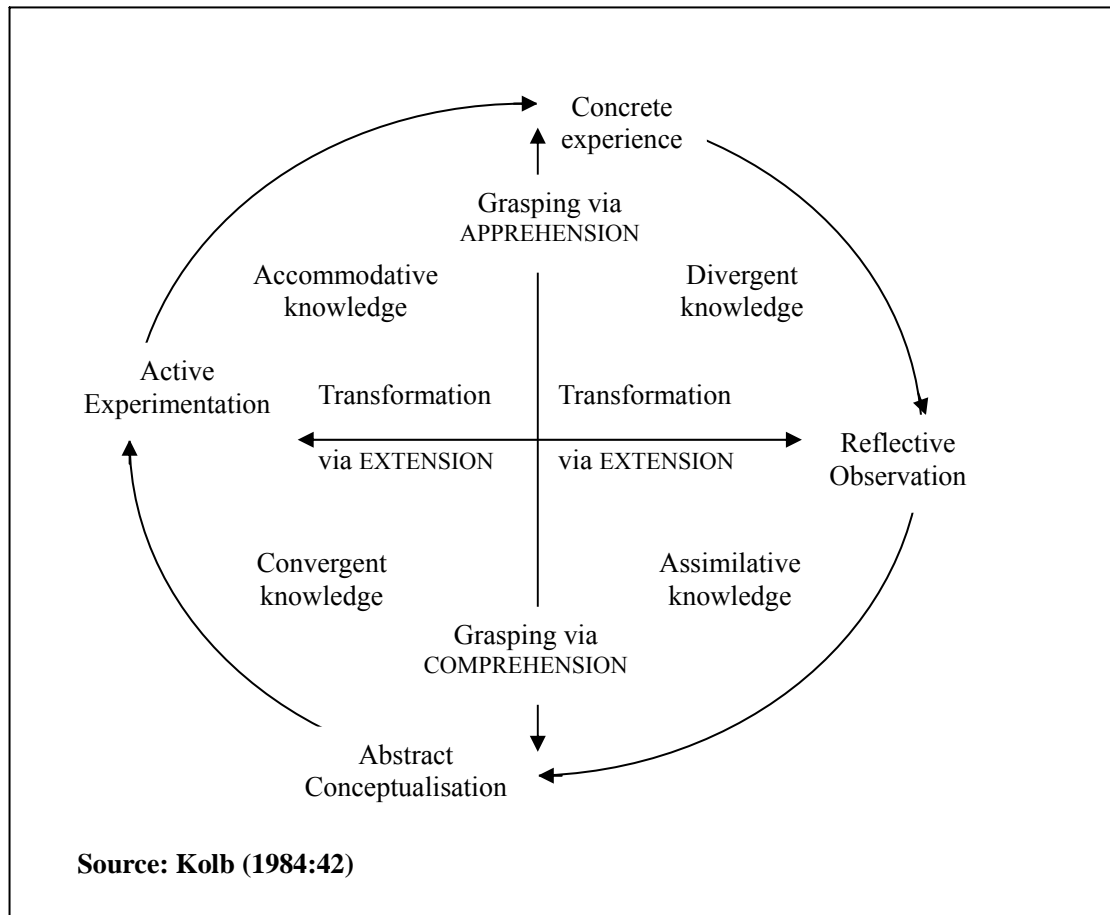 Concrete
experience
Grasping via
APPREHENSION
Accommodative
knowledge
Divergent
knowledge
Active
Experimentation
Transformation
via EXTENSION
Transformation
via EXTENSION
Reflective
Observation
Convergent
knowledge
Assimilative
knowledge
Grasping via
COMPREHENSION
Abstract
Conceptualisation
Source: Kolb (1984:42)